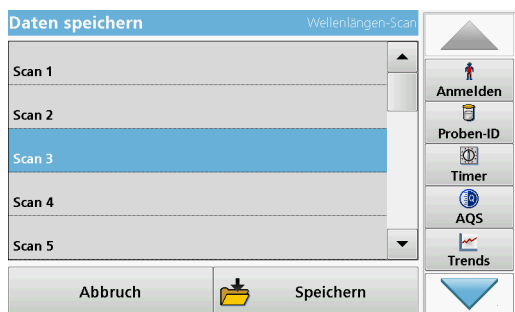 Daten speichern
Wellenlängen-Scan
Scan 1
Scan 2
Scan 3
Scan 4
Scan 5
Abbruch
Speichern
Anmelden
Proben-ID
Timer
AQS
Trends